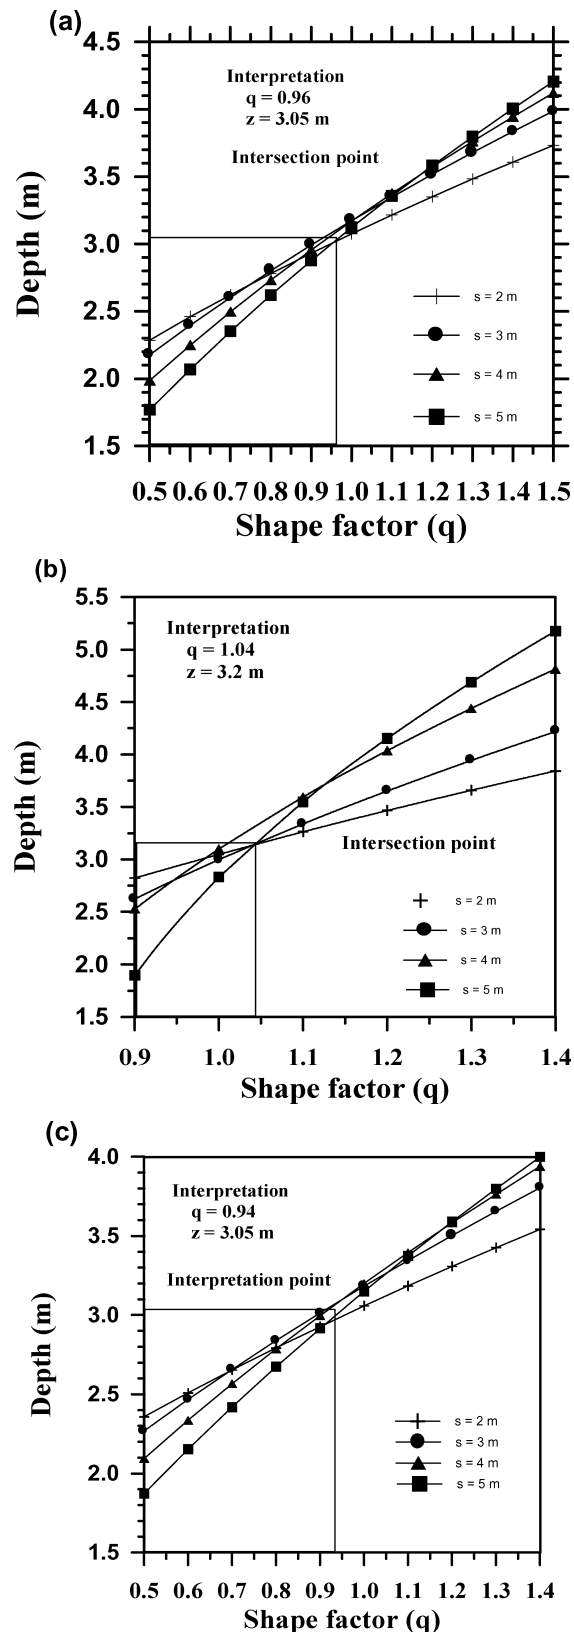 (a)
4.5
4.0
3.5
3.0
2.5
2.0
1.5
Depth (m)
Interpretation
q = 0.96
z = 3.05 m
Intersection point
s = 2 m
s = 3 m
s = 4 m
s = 5 m
0.5 0.6 0.7 0.8 0.9 1.0 1.1 1.2 1.3 1.4 1.5
Shape factor (q)
(b)
5.5
5.0
4.5
4.0
3.5
3.0
2.5
2.0
1.5
Depth (m)
Interpretation
q = 1.04
z = 3.2 m
Intersection point
s = 2 m
s = 3 m
s = 4 m
s = 5 m
0.9 1.0 1.1 1.2 1.3 1.4
Shape factor (q)
(c)
4.0
3.5
3.0
2.5
2.0
1.5
Depth (m)
Interpretation
q = 0.94
z = 3.05 m
Interpretation point
s = 2 m
s = 3 m
s = 4 m
s = 5 m
0.5 0.6 0.7 0.8 0.9 1.0 1.1 1.2 1.3 1.4
Shape factor (q)